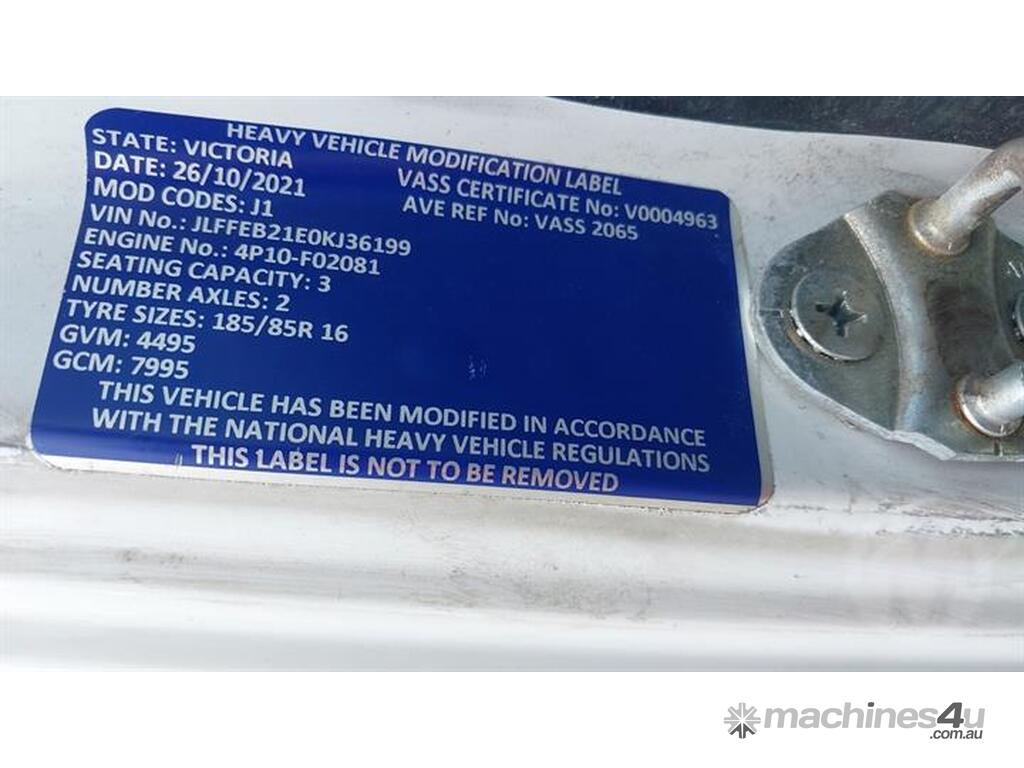 HEAVY VEHICLE MODIFICATION LABEL
STATE: VICTORIA
VASS CERTIFICATE No: V0004963
DATE: 26/10/2021
AVE REF No: VASS 2065
MOD CODES: J1
VIN No.: JLFFEB21E0KJ36199
ENGINE No.: 4P10-F02081
SEATING CAPACITY: 3
NUMBER AXLES: 2
TYRE SIZES: 185/85R 16
GVM: 4495
GCM: 7995
THIS VEHICLE HAS BEEN MODIFIED IN ACCORDANCE
WITH THE NATIONAL HEAVY VEHICLE REGULATIONS
THIS LABEL IS NOT TO BE REMOVED
machines4u
.com.au